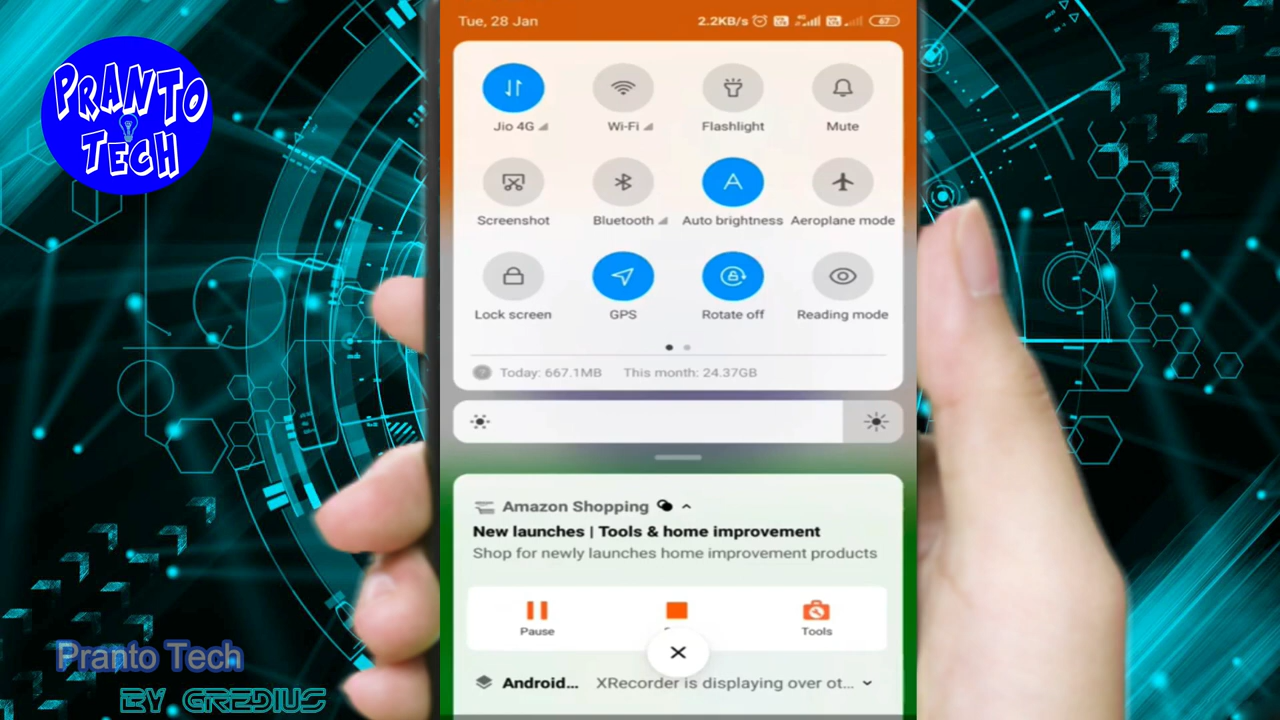 PRANTO
TECH
Tue, 28 Jan
2.2KB/s
67
Jio 4G
Wi-Fi
Flashlight
Mute
Screenshot
Bluetooth
Auto brightness
Aeroplane mode
Lock screen
GPS
Rotate off
Reading mode
Today: 667.1MB
This month: 24.37GB
Amazon Shopping
New launches | Tools & home improvement
Shop for newly launches home improvement products
Pause
Tools
Android... XRecorder is displaying over ot...
Pranto Tech
BY GREDIUS